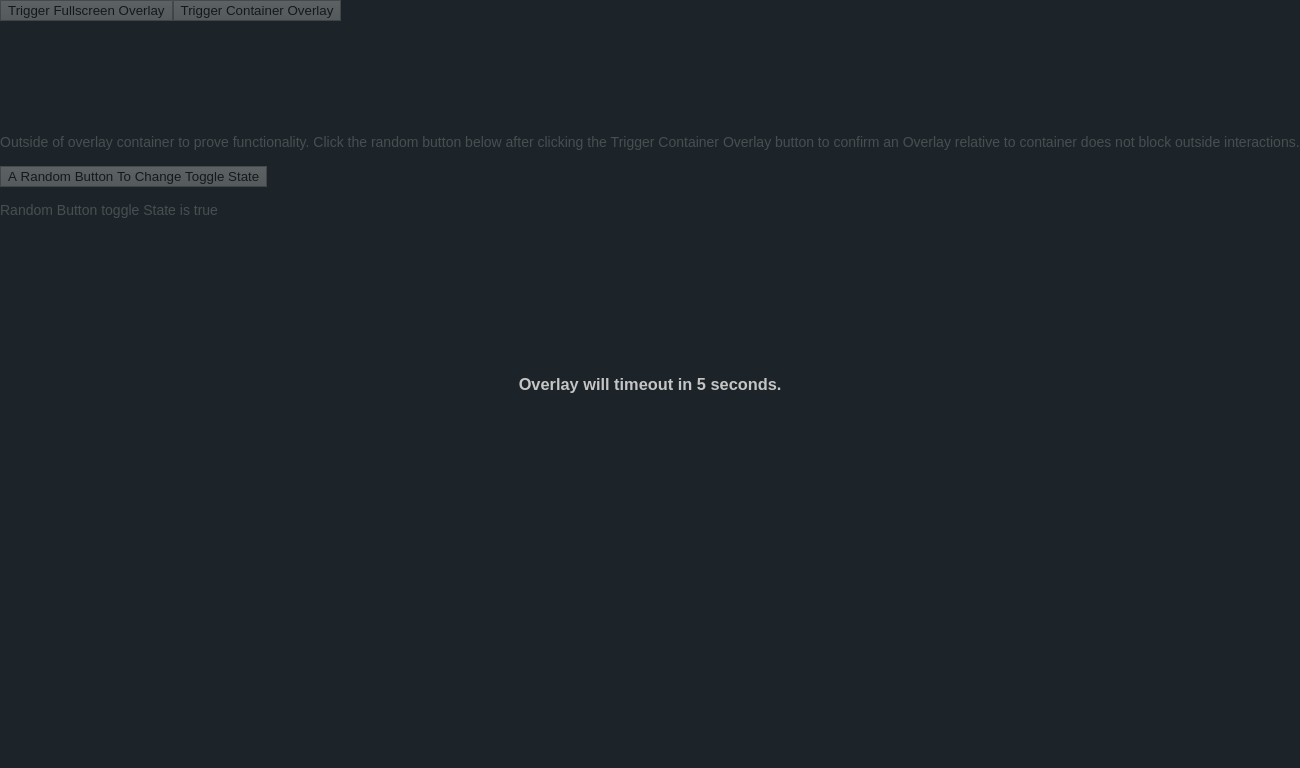 Trigger Fullscreen Overlay Trigger Container Overlay
Outside of overlay container to prove functionality. Click the random button below after clicking the Trigger Container Overlay button to confirm an Overlay relative to container does not block outside interactions.
A Random Button To Change Toggle State
Random Button toggle State is true
Overlay will timeout in 5 seconds.